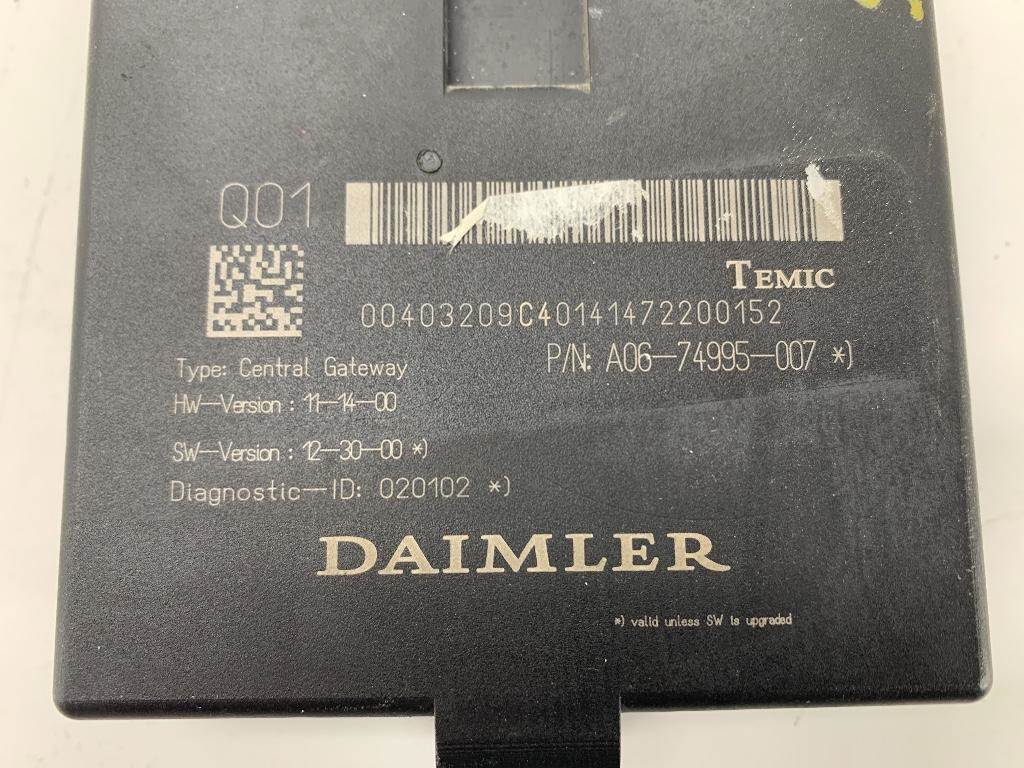 Q01
TEMIC
00403209C40141472200152
P/N: A06-74995-007 *)
Type: Central Gateway
HW-Version : 11-14-00
SW-Version : 12-30-00 *)
Diagnostic-ID: 020102 *)
DAIMLER
*) valid unless SW is upgraded